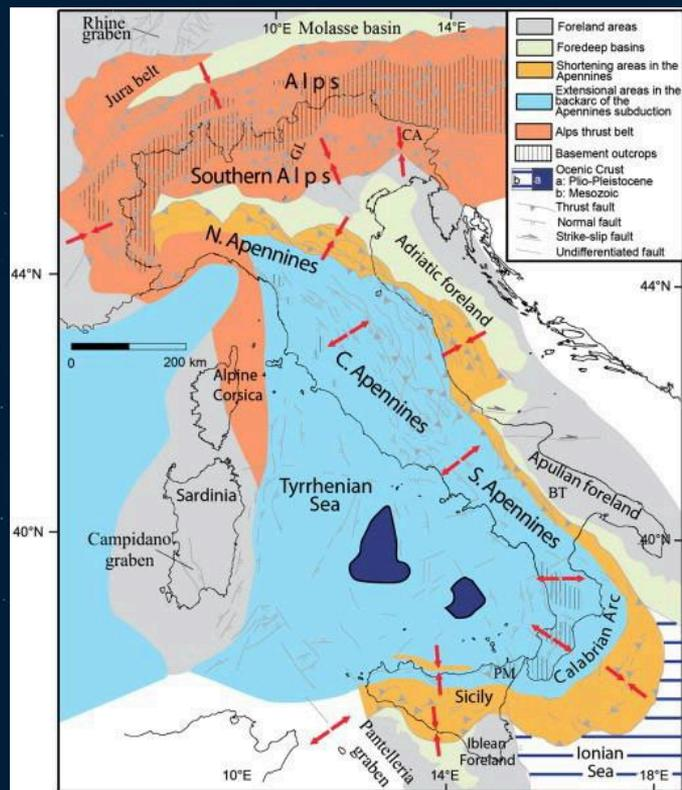 10°E
14°E
Rhine
graben
Molasse basin
Jura belt
Alps
GL
CA
Southern Alps
N. Apennines
Adriatic foreland
44°N
44°N
0
200 km
C. Apennines
Alpine
Corsica
S. Apennines
Apulian foreland
BT
Sardinia
Tyrrhenian
Sea
40°N
40°N
Campidano
graben
Calabrian Arc
PM
Sicily
Pantelleria
graben
Iblean
Foreland
Ionian
Sea
10°E
14°E
18°E
Foreland areas
Foredeep basins
Shortening areas in the
Apennines
Extensional areas in the
backarc of the
Apennines subduction
Alps thrust belt
Basement outcrops
b
a
Ocenic Crust
a: Plio-Pleistocene
b: Mesozoic
Thrust fault
Normal fault
Strike-slip fault
Undifferentiated fault